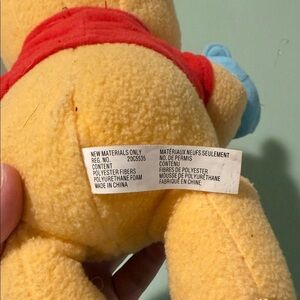 NEW MATERIALS ONLY
REG. NO. 20C5535
CONTENT
POLYESTER FIBERS
POLYURETHANE FOAM
MADE IN CHINA
MATÉRIAUX NEUFS SEULEMENT
NO. DE PERMIS
CONTENU
FIBRES DE POLYESTER
MOUSSE DE POLYURÉTHANE
FABRIQUÉ EN CHINE